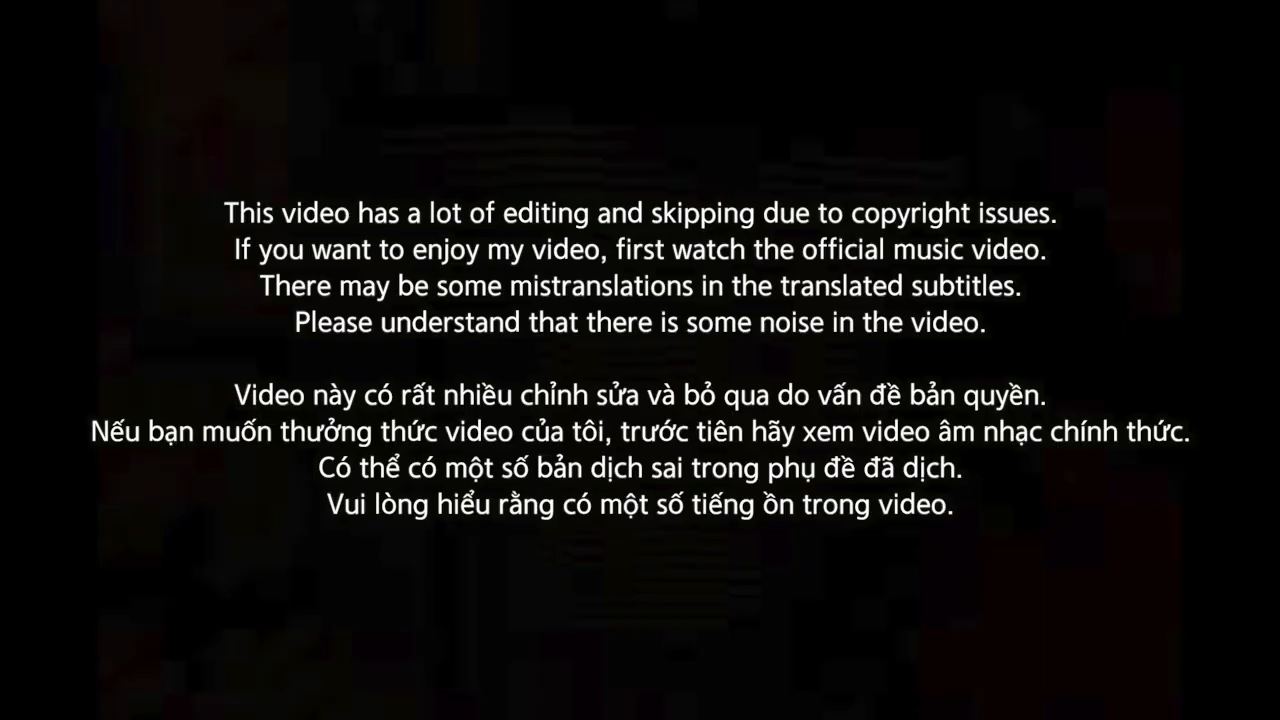 This video has a lot of editing and skipping due to copyright issues.
If you want to enjoy my video, first watch the official music video.
There may be some mistranslations in the translated subtitles.
Please understand that there is some noise in the video.
Video này có rất nhiều chỉnh sửa và bỏ qua do vấn đề bản quyền.
Nếu bạn muốn thưởng thức video của tôi, trước tiên hãy xem video âm nhạc chính thức.
Có thể có một số bản dịch sai trong phụ đề đã dịch.
Vui lòng hiểu rằng có một số tiếng ồn trong video.